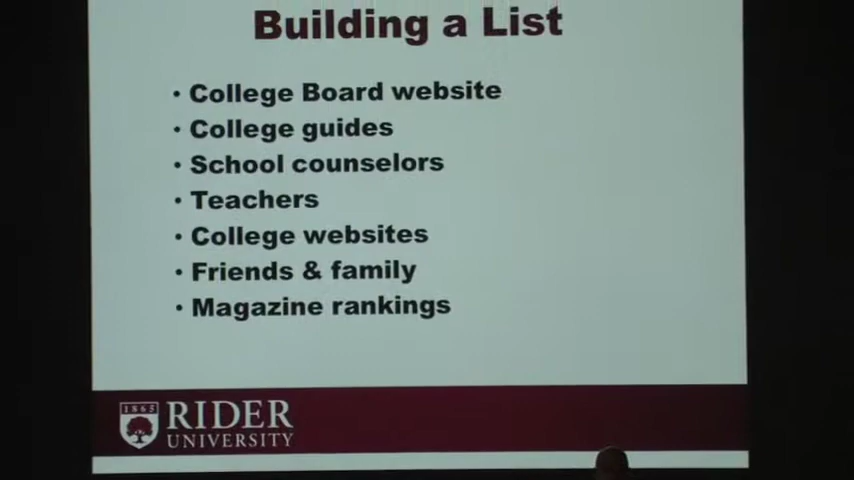 Building a List
• College Board website
• College guides
• School counselors
• Teachers
• College websites
• Friends & family
• Magazine rankings
1865
RIDER
UNIVERSITY